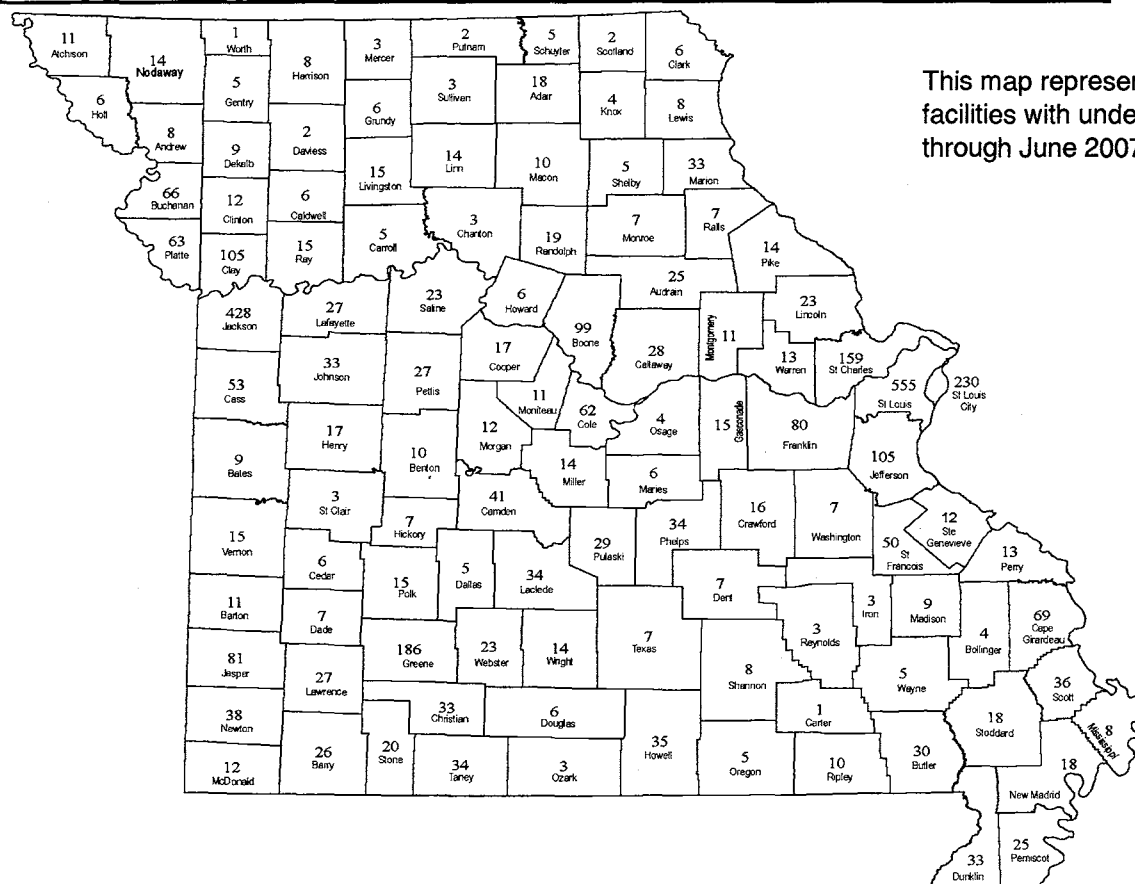 This map represer
facilities with unde
through June 2007
11
Atchison
14
Nodaway
1
Worth
8
Harrison
3
Mercer
2
Putnam
5
Schuyler
2
Scotland
6
Clark
6
Holt
5
Gentry
6
Grundy
3
Sullivan
18
Adair
4
Knox
8
Lewis
8
Andrew
9
Dekalb
2
Daviess
15
Livingston
14
Linn
10
Macon
5
Shelby
33
Marion
66
Buchanan
12
Clinton
6
Caldwell
63
Platte
105
Clay
15
Ray
5
Carroll
3
Chariton
19
Randolph
7
Monroe
7
Ralls
14
Pike
25
Audrain
428
Jackson
27
Lafayette
23
Saline
6
Howard
99
Boone
28
Callaway
Montgomery
11
23
Lincoln
13
Warren
159
St Charles
555
St Louis
230
St Louis
City
53
Cass
33
Johnson
27
Pettis
17
Cooper
11
Moniteau
62
Cole
4
Osage
15
Gasconade
80
Franklin
105
Jefferson
9
Bates
17
Henry
10
Benton
12
Morgan
14
Miller
6
Maries
3
St Clair
7
Hickory
41
Camden
29
Pulaski
34
Phelps
16
Crawford
7
Washington
50
St
Francois
12
Ste
Genevieve
13
Perry
15
Vernon
6
Cedar
15
Polk
5
Dallas
34
Laclede
7
Dent
3
Iron
9
Madison
4
Bollinger
69
Cape
Girardeau
11
Barton
7
Dade
186
Greene
23
Webster
14
Wright
7
Texas
8
Shannon
3
Reynolds
5
Wayne
36
Scott
81
Jasper
27
Lawrence
33
Christian
6
Douglas
1
Carter
18
Stoddard
8
Mississippi
38
Newton
26
Barry
20
Stone
34
Taney
3
Ozark
35
Howell
5
Oregon
10
Ripley
30
Butler
18
New Madrid
12
McDonald
33
Dunklin
25
Pemiscot